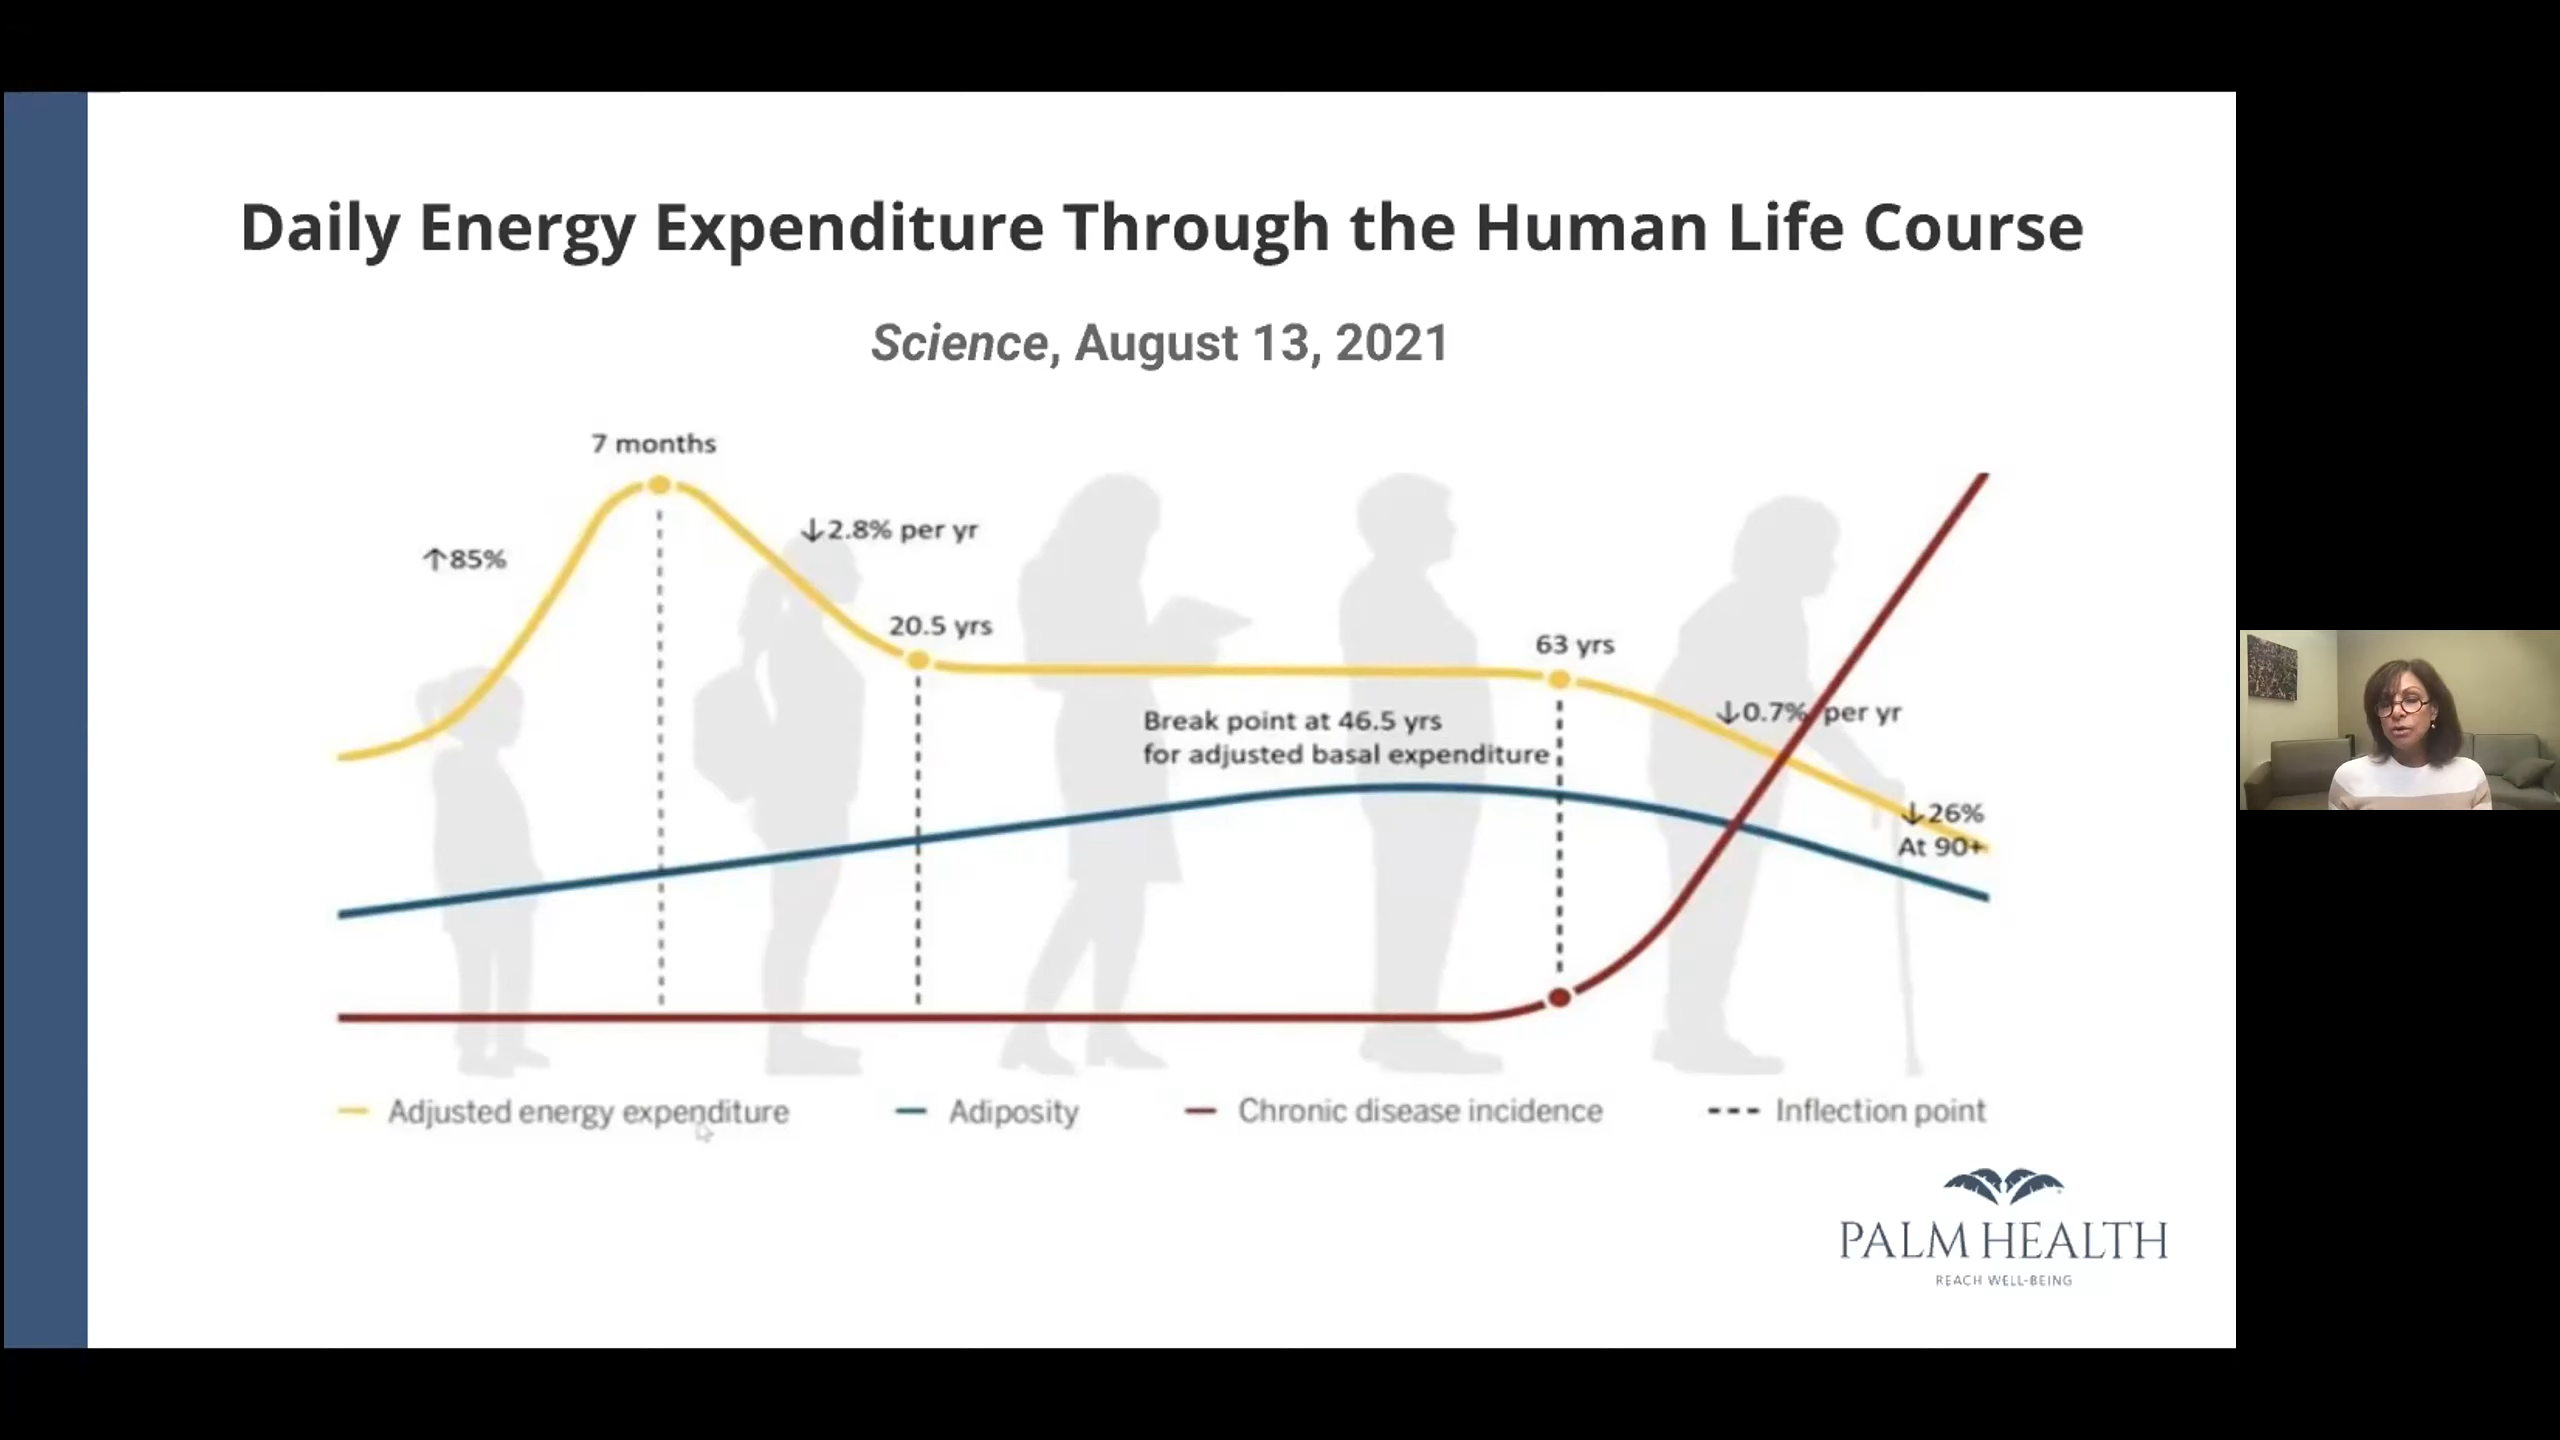 Daily Energy Expenditure Through the Human Life Course
Science, August 13, 2021
7 months
↑85%
↓2.8% per yr
20.5 yrs
63 yrs
Break point at 46.5 yrs
for adjusted basal expenditure
↓0.7% per yr
↓26%
At 90+
Adjusted energy expenditure
Adiposity
Chronic disease incidence
Inflection point
PALM HEALTH
REACH WELL-BEING